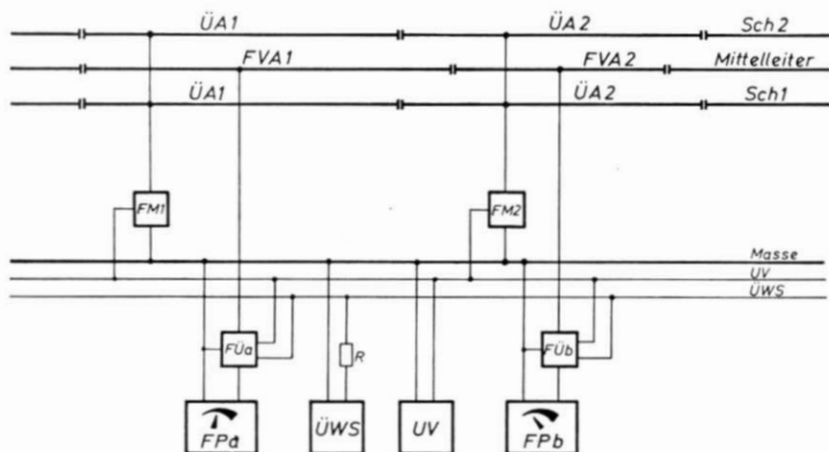 ÜA1 ÜA2 Sch2
FVA1 FVA2 Mittelleiter
ÜA1 ÜA2 Sch1
FM1 FM2
Masse
UV
ÜWS
FÜa R FÜb
FPa ÜWS UV FPb